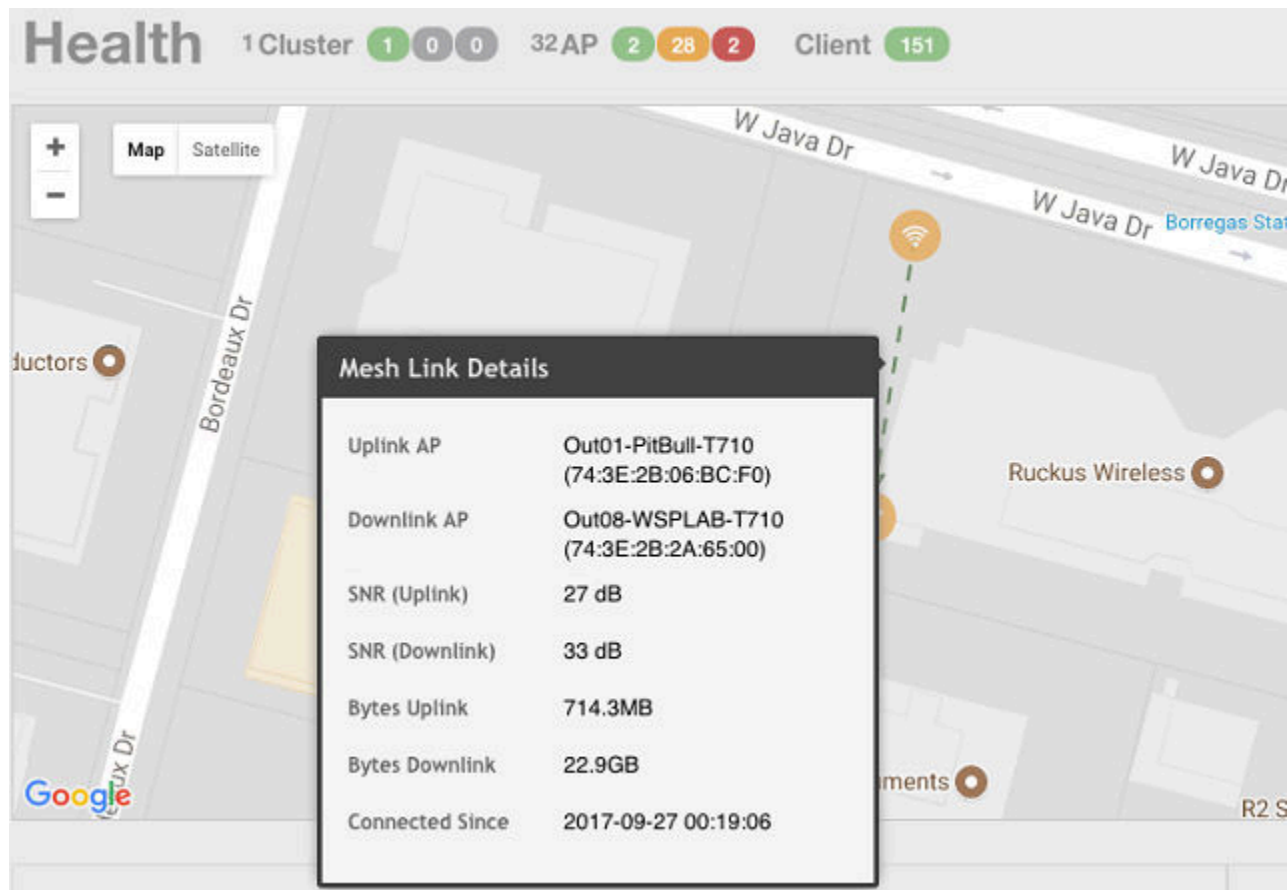 Health 1 Cluster 1 0 0 32 AP 2 28 2 Client 151
+
−
Map Satellite
W Java Dr
W Java Dr
W Java Dr
Borregas Stat
ductors
Bordeaux Dr
Mesh Link Details
Uplink AP Out01-PitBull-T710
(74:3E:2B:06:BC:F0)
Downlink AP Out08-WSPLAB-T710
(74:3E:2B:2A:65:00)
SNR (Uplink) 27 dB
SNR (Downlink) 33 dB
Bytes Uplink 714.3MB
Bytes Downlink 22.9GB
Connected Since 2017-09-27 00:19:06
Ruckus Wireless
ments
R2 S
aux Dr
Google